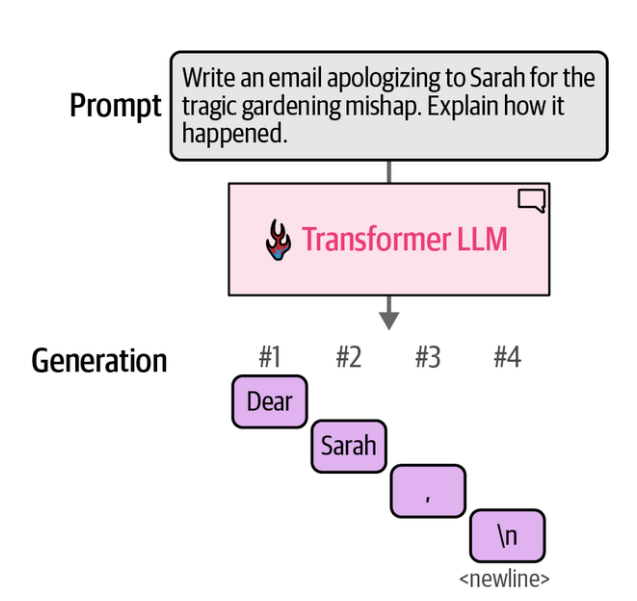 Prompt
Write an email apologizing to Sarah for the
tragic gardening mishap. Explain how it
happened.
Transformer LLM
Generation
#1 #2 #3 #4
Dear
Sarah
,
\n
<newline>